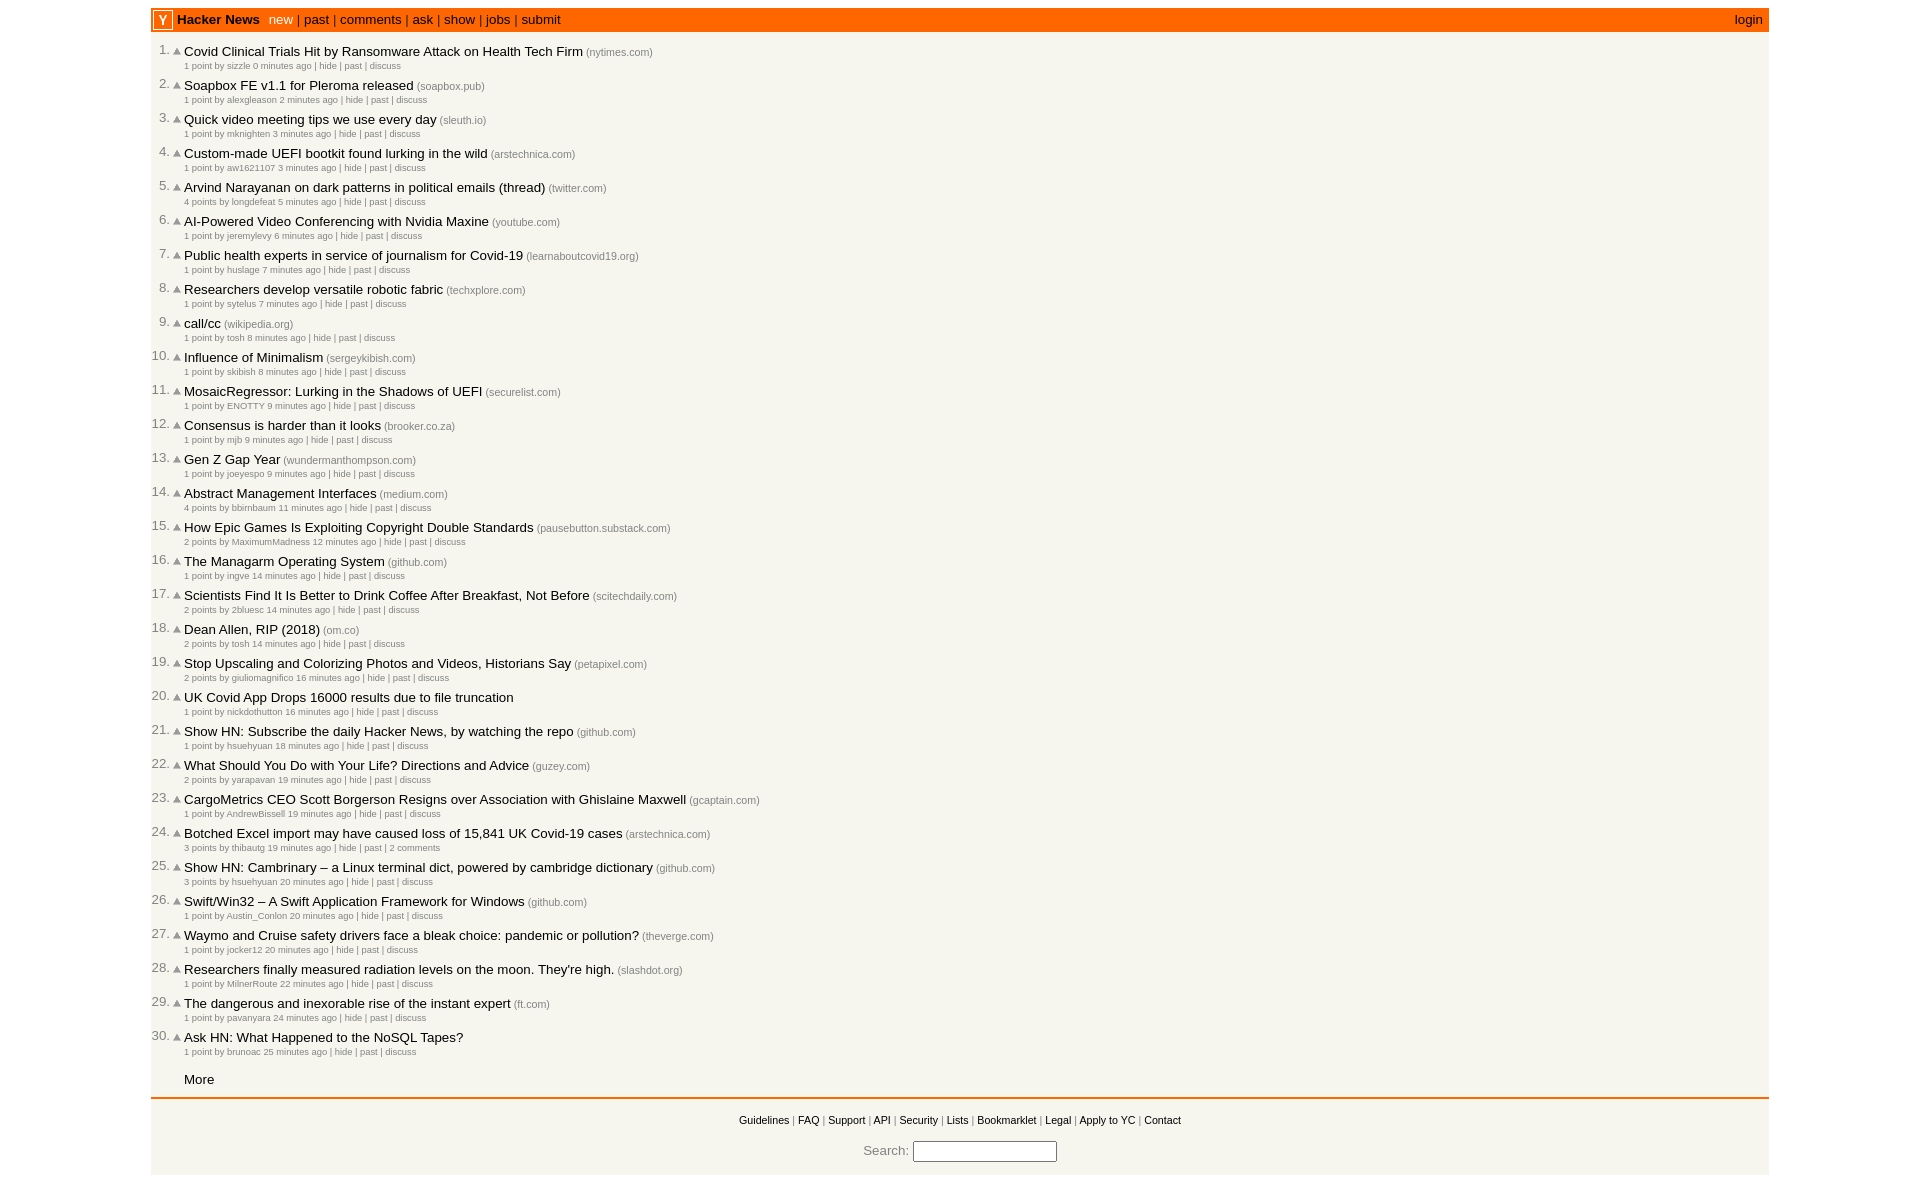 Y Hacker News new | past | comments | ask | show | jobs | submit login
1. Covid Clinical Trials Hit by Ransomware Attack on Health Tech Firm (nytimes.com)
1 point by sizzle 0 minutes ago | hide | past | discuss
2. Soapbox FE v1.1 for Pleroma released (soapbox.pub)
1 point by alexgleason 2 minutes ago | hide | past | discuss
3. Quick video meeting tips we use every day (sleuth.io)
1 point by mknighten 3 minutes ago | hide | past | discuss
4. Custom-made UEFI bootkit found lurking in the wild (arstechnica.com)
1 point by aw1621107 3 minutes ago | hide | past | discuss
5. Arvind Narayanan on dark patterns in political emails (thread) (twitter.com)
4 points by longdefeat 5 minutes ago | hide | past | discuss
6. AI-Powered Video Conferencing with Nvidia Maxine (youtube.com)
1 point by jeremylevy 6 minutes ago | hide | past | discuss
7. Public health experts in service of journalism for Covid-19 (learnaboutcovid19.org)
1 point by huslage 7 minutes ago | hide | past | discuss
8. Researchers develop versatile robotic fabric (techxplore.com)
1 point by sytelus 7 minutes ago | hide | past | discuss
9. call/cc (wikipedia.org)
1 point by tosh 8 minutes ago | hide | past | discuss
10. Influence of Minimalism (sergeykibish.com)
1 point by skibish 8 minutes ago | hide | past | discuss
11. MosaicRegressor: Lurking in the Shadows of UEFI (securelist.com)
1 point by ENOTTY 9 minutes ago | hide | past | discuss
12. Consensus is harder than it looks (brooker.co.za)
1 point by mjb 9 minutes ago | hide | past | discuss
13. Gen Z Gap Year (wundermanthompson.com)
1 point by joeyespo 9 minutes ago | hide | past | discuss
14. Abstract Management Interfaces (medium.com)
4 points by bbirnbaum 11 minutes ago | hide | past | discuss
15. How Epic Games Is Exploiting Copyright Double Standards (pausebutton.substack.com)
2 points by MaximumMadness 12 minutes ago | hide | past | discuss
16. The Managarm Operating System (github.com)
1 point by ingve 14 minutes ago | hide | past | discuss
17. Scientists Find It Is Better to Drink Coffee After Breakfast, Not Before (scitechdaily.com)
2 points by 2bluesc 14 minutes ago | hide | past | discuss
18. Dean Allen, RIP (2018) (om.co)
2 points by tosh 14 minutes ago | hide | past | discuss
19. Stop Upscaling and Colorizing Photos and Videos, Historians Say (petapixel.com)
2 points by giuliomagnifico 16 minutes ago | hide | past | discuss
20. UK Covid App Drops 16000 results due to file truncation
1 point by nickdothutton 16 minutes ago | hide | past | discuss
21. Show HN: Subscribe the daily Hacker News, by watching the repo (github.com)
1 point by hsuehyuan 18 minutes ago | hide | past | discuss
22. What Should You Do with Your Life? Directions and Advice (guzey.com)
2 points by yarapavan 19 minutes ago | hide | past | discuss
23. CargoMetrics CEO Scott Borgerson Resigns over Association with Ghislaine Maxwell (gcaptain.com)
1 point by AndrewBissell 19 minutes ago | hide | past | discuss
24. Botched Excel import may have caused loss of 15,841 UK Covid-19 cases (arstechnica.com)
3 points by thibautg 19 minutes ago | hide | past | 2 comments
25. Show HN: Cambrinary – a Linux terminal dict, powered by cambridge dictionary (github.com)
3 points by hsuehyuan 20 minutes ago | hide | past | discuss
26. Swift/Win32 – A Swift Application Framework for Windows (github.com)
1 point by Austin_Conlon 20 minutes ago | hide | past | discuss
27. Waymo and Cruise safety drivers face a bleak choice: pandemic or pollution? (theverge.com)
1 point by jocker12 20 minutes ago | hide | past | discuss
28. Researchers finally measured radiation levels on the moon. They're high. (slashdot.org)
1 point by MilnerRoute 22 minutes ago | hide | past | discuss
29. The dangerous and inexorable rise of the instant expert (ft.com)
1 point by pavanyara 24 minutes ago | hide | past | discuss
30. Ask HN: What Happened to the NoSQL Tapes?
1 point by brunoac 25 minutes ago | hide | past | discuss
More
Guidelines | FAQ | Support | API | Security | Lists | Bookmarklet | Legal | Apply to YC | Contact
Search: